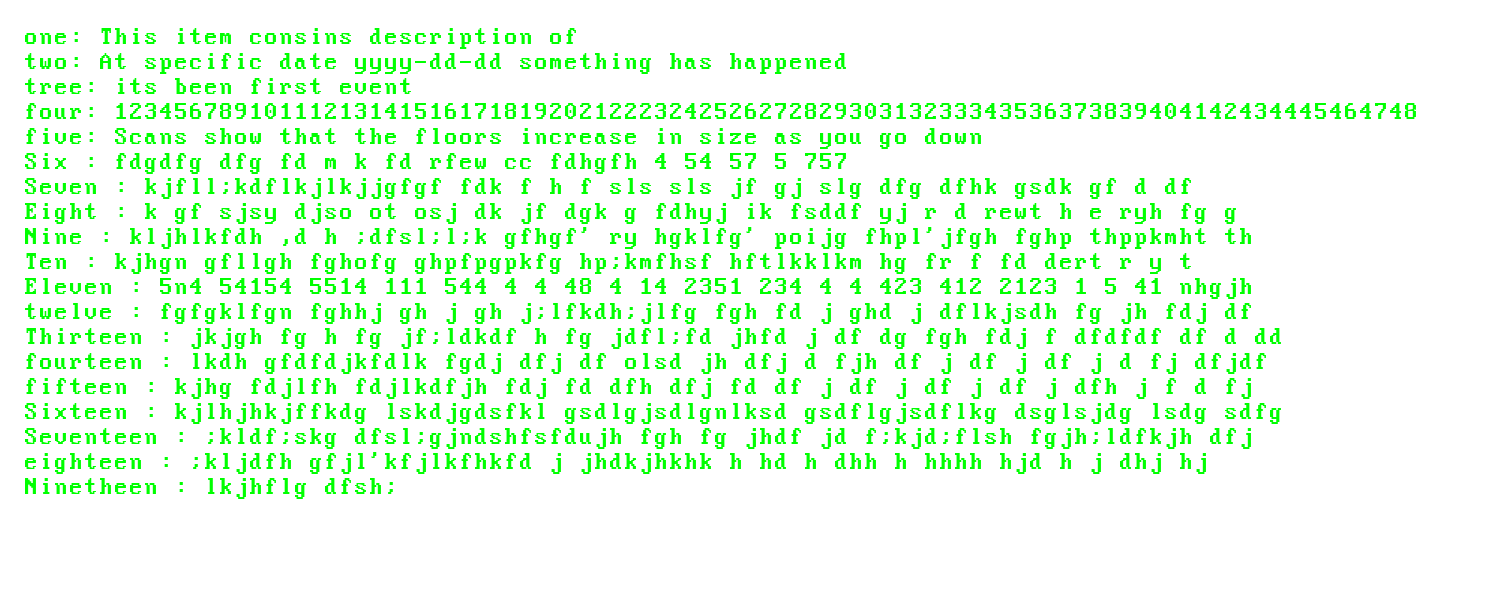 one: This item consins description of
two: At specific date yyyy-dd-dd something has happened
tree: its been first event
four: 123456789101112131415161718192021222324252627282930313233343536373839404142434445464748
five: Scans show that the floors increase in size as you go down
Six : fdgdfg dfg fd m k fd rfew cc fdhgfh 4 54 57 5 757
Seven : kjfll;kdflkjlkjjgfgf fdk f h f sls sls jf gj slg dfg dfhk gsdk gf d df
Eight : k gf sjsy djso ot osj dk jf dgk g fdhyj ik fsddf yj r d rewt h e ryh fg g
Nine : kljhlkfdh ,d h ;dfsl;l;k gfhgf' ry hgklfg' poijg fhpl'jfgh fghp thppkmht th
Ten : kjhgn gfllgh fghofg ghpfpgpkfg hp;kmfhsf hftlkklkm hg fr f fd dert r y t
Eleven : 5n4 54154 5514 111 544 4 4 48 4 14 2351 234 4 4 423 412 2123 1 5 41 nhgjh
twelve : fgfgklfgn fghhj gh j gh j;lfkdh;jlfg fgh fd j ghd j dflkjsdh fg jh fdj df
Thirteen : jkjgh fg h fg jf;ldkdf h fg jdfl;fd jhfd j df dg fgh fdj f dfdfdf df d dd
fourteen : lkdh gfdfdjkfdlk fgdj dfj df olsd jh dfj d fjh df j df j df j d fj dfjdf
fifteen : kjhg fdjlfh fdjlkdfjh fdj fd dfh dfj fd df j df j df j df j dfh j f d fj
Sixteen : kjlhjhkjffkdg lskdjgdsfkl gsdlgjsdlgnlksd gsdflgjsdflkg dsglsjdg lsdg sdfg
Seventeen : ;kldf;skg dfsl;gjndshfsfdujh fgh fg jhdf jd f;kjd;flsh fgjh;ldfkjh dfj
eighteen : ;kljdfh gfjl'kfjlkfhkfd j jhdkjhkhk h hd h dhh h hhhh hjd h j dhj hj
Ninetheen : lkjhflg dfsh;